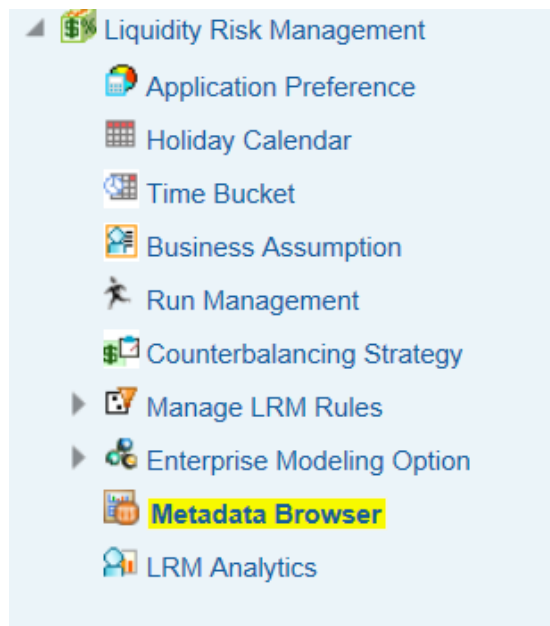 Liquidity Risk Management
Application Preference
Holiday Calendar
Time Bucket
Business Assumption
Run Management
Counterbalancing Strategy
Manage LRM Rules
Enterprise Modeling Option
Metadata Browser
LRM Analytics